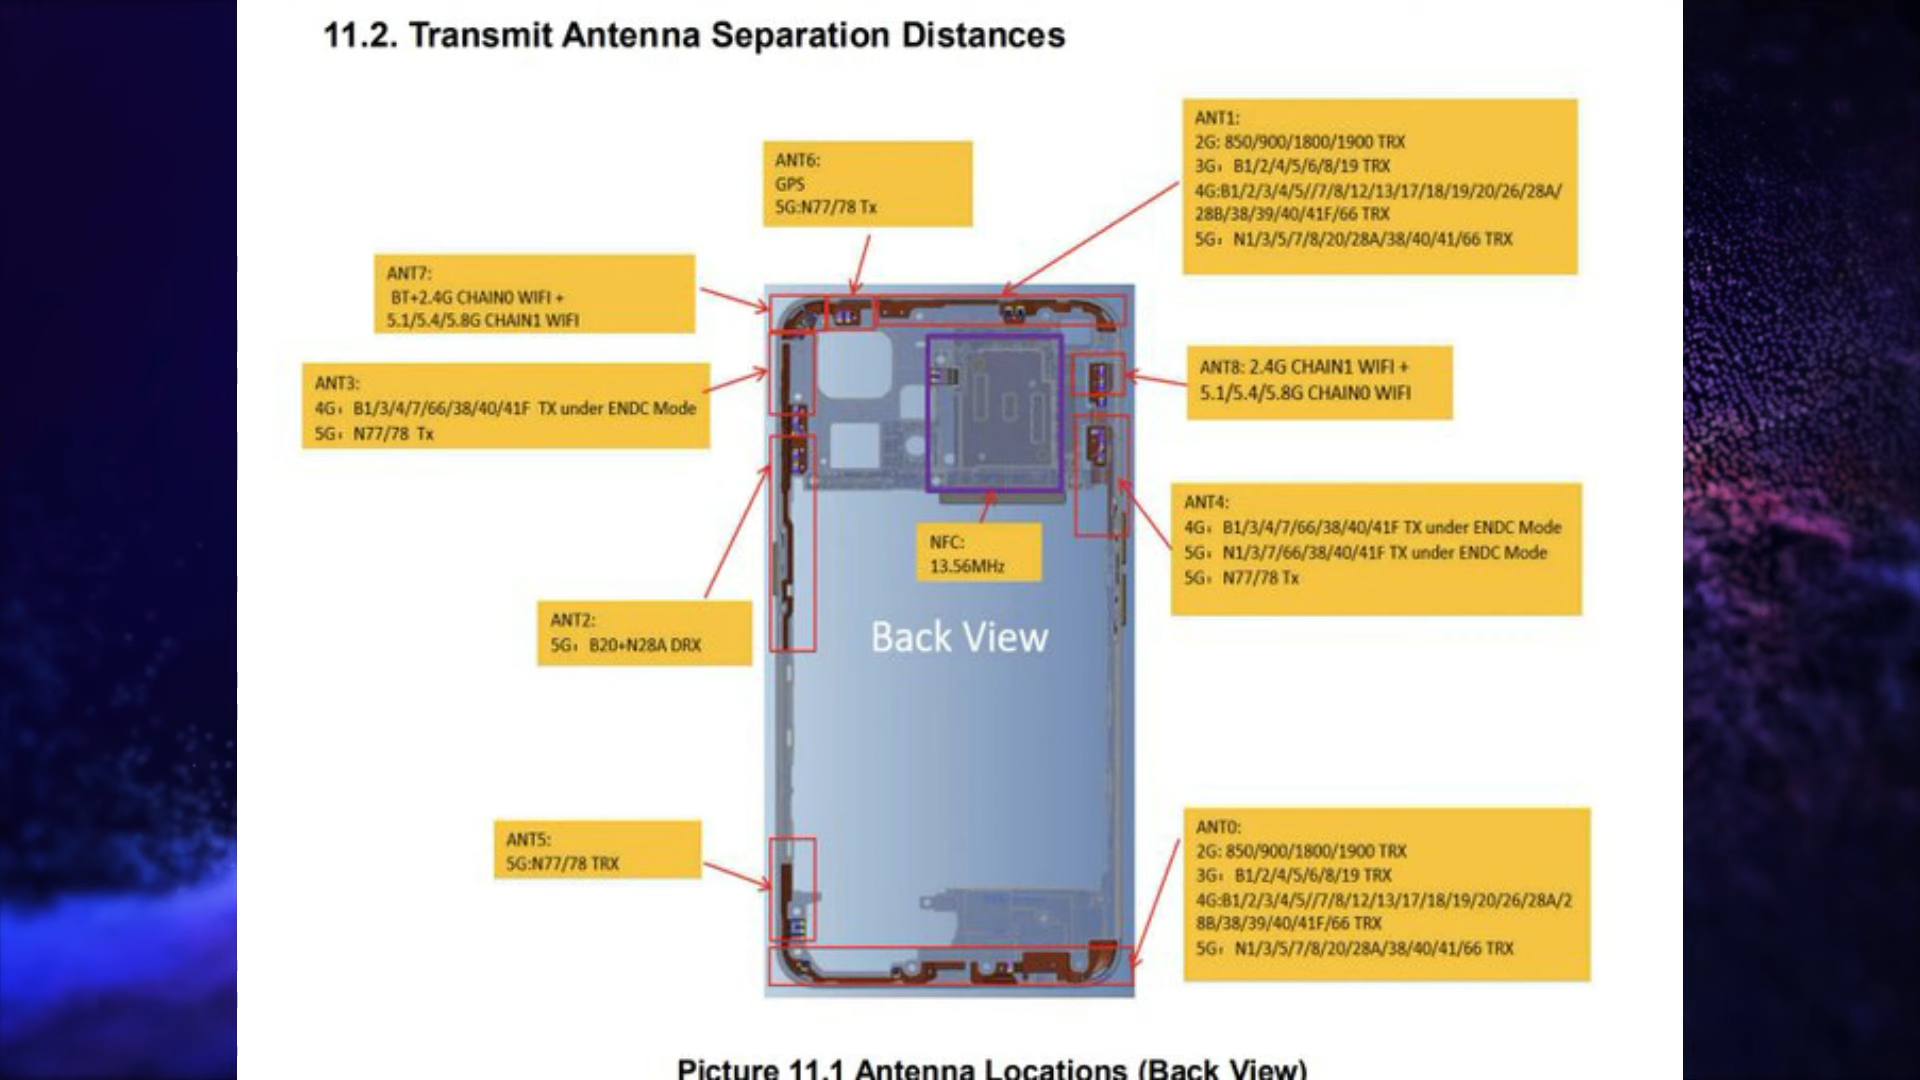 11.2. Transmit Antenna Separation Distances
ANT1:
2G: 850/900/1800/1900 TRX
3G: B1/2/4/5/6/8/19 TRX
4G:B1/2/3/4/5//7/8/12/13/17/18/19/20/26/28A/
28B/38/39/40/41F/66 TRX
5G: N1/3/5/7/8/20/28A/38/40/41/66 TRX
ANT6:
GPS
5G:N77/78 Tx
ANT7:
BT+2.4G CHAIN0 WIFI +
5.1/5.4/5.8G CHAIN1 WIFI
ANT3:
4G: B1/3/4/7/66/38/40/41F TX under ENDC Mode
5G: N77/78 Tx
ANT8: 2.4G CHAIN1 WIFI +
5.1/5.4/5.8G CHAIN0 WIFI
ANT4:
4G: B1/3/4/7/66/38/40/41F TX under ENDC Mode
5G: N1/3/7/66/38/40/41F TX under ENDC Mode
5G: N77/78 Tx
NFC:
13.56MHz
ANT2:
5G: B20+N28A DRX
Back View
ANT5:
5G:N77/78 TRX
ANT0:
2G: 850/900/1800/1900 TRX
3G: B1/2/4/5/6/8/19 TRX
4G:B1/2/3/4/5//7/8/12/13/17/18/19/20/26/28A/2
8B/38/39/40/41F/66 TRX
5G: N1/3/5/7/8/20/28A/38/40/41/66 TRX
Picture 11.1 Antenna Locations (Back View)